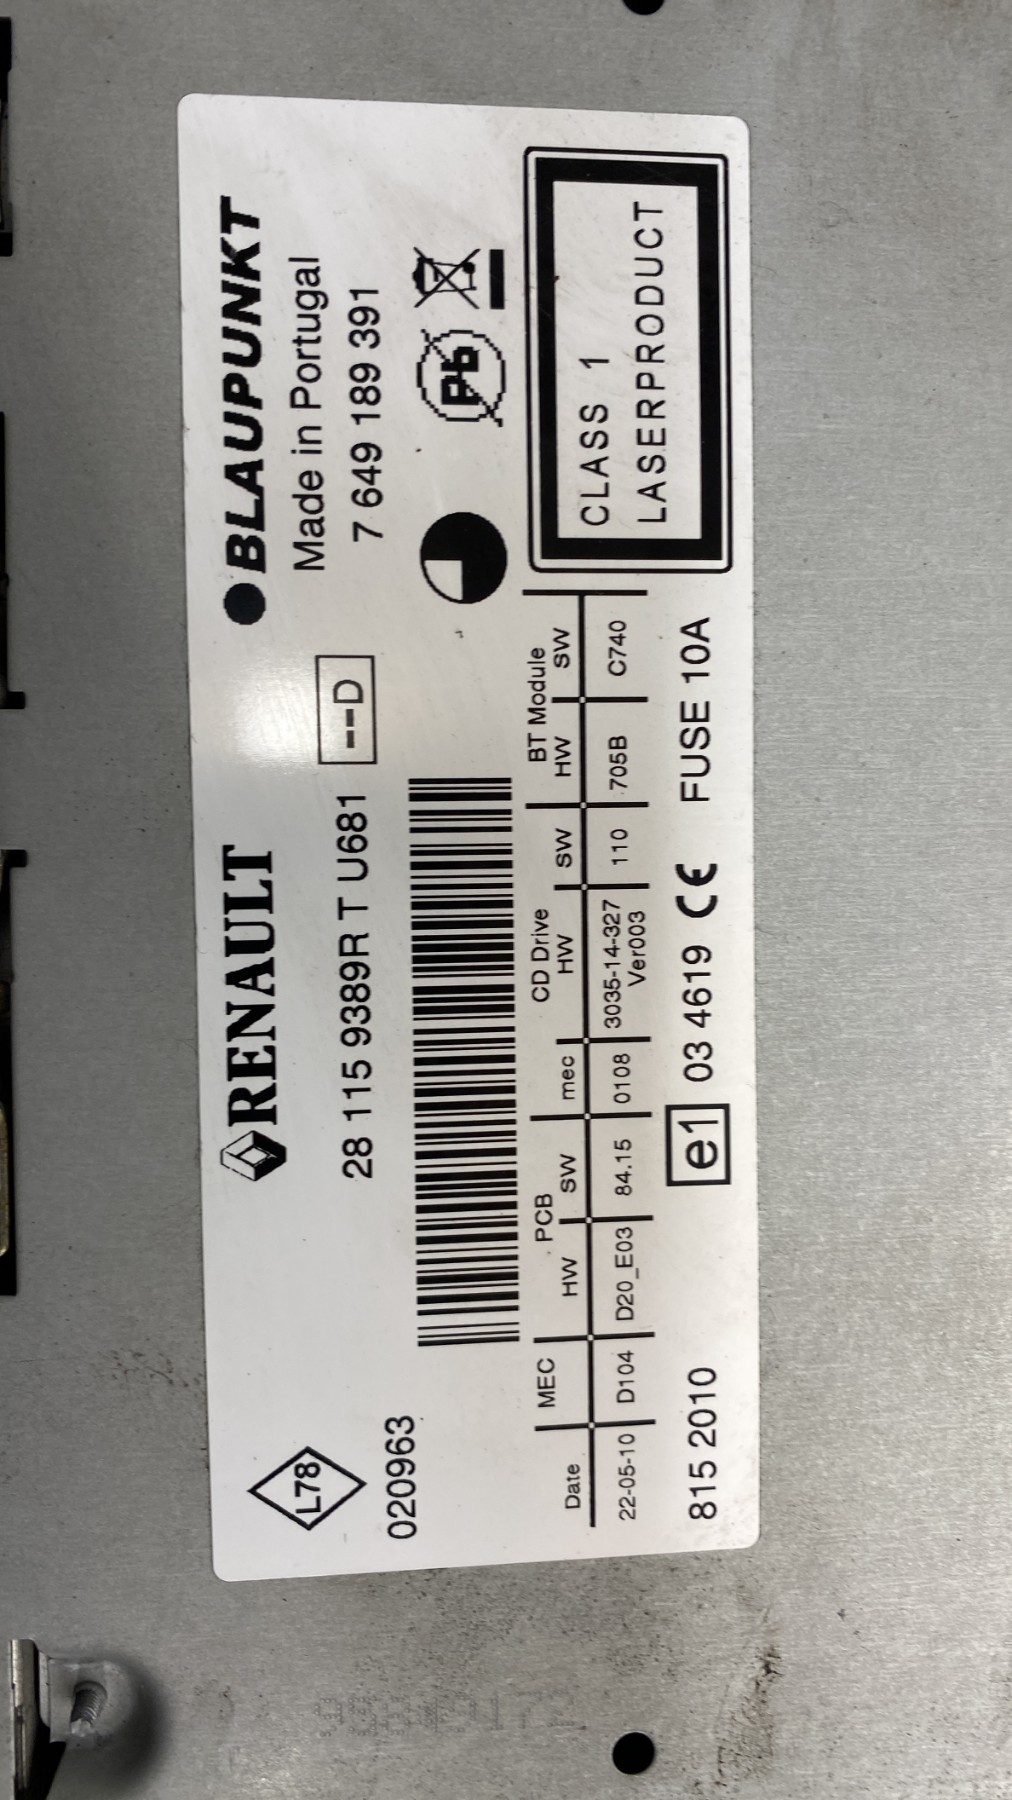 RENAULT
BLAUPUNKT
Made in Portugal
L78
28 115 9389R T U681
--D
7 649 189 391
020963
Pb
CLASS 1
LASERPRODUCT
MEC PCB CD Drive BT Module
Date HW SW mec HW SW HW SW
22-05-10 D104 D20_E03 84.15 0108 3035-14-327 110 705B C740
Ver003
815 2010 e1 03 4619 CE FUSE 10A